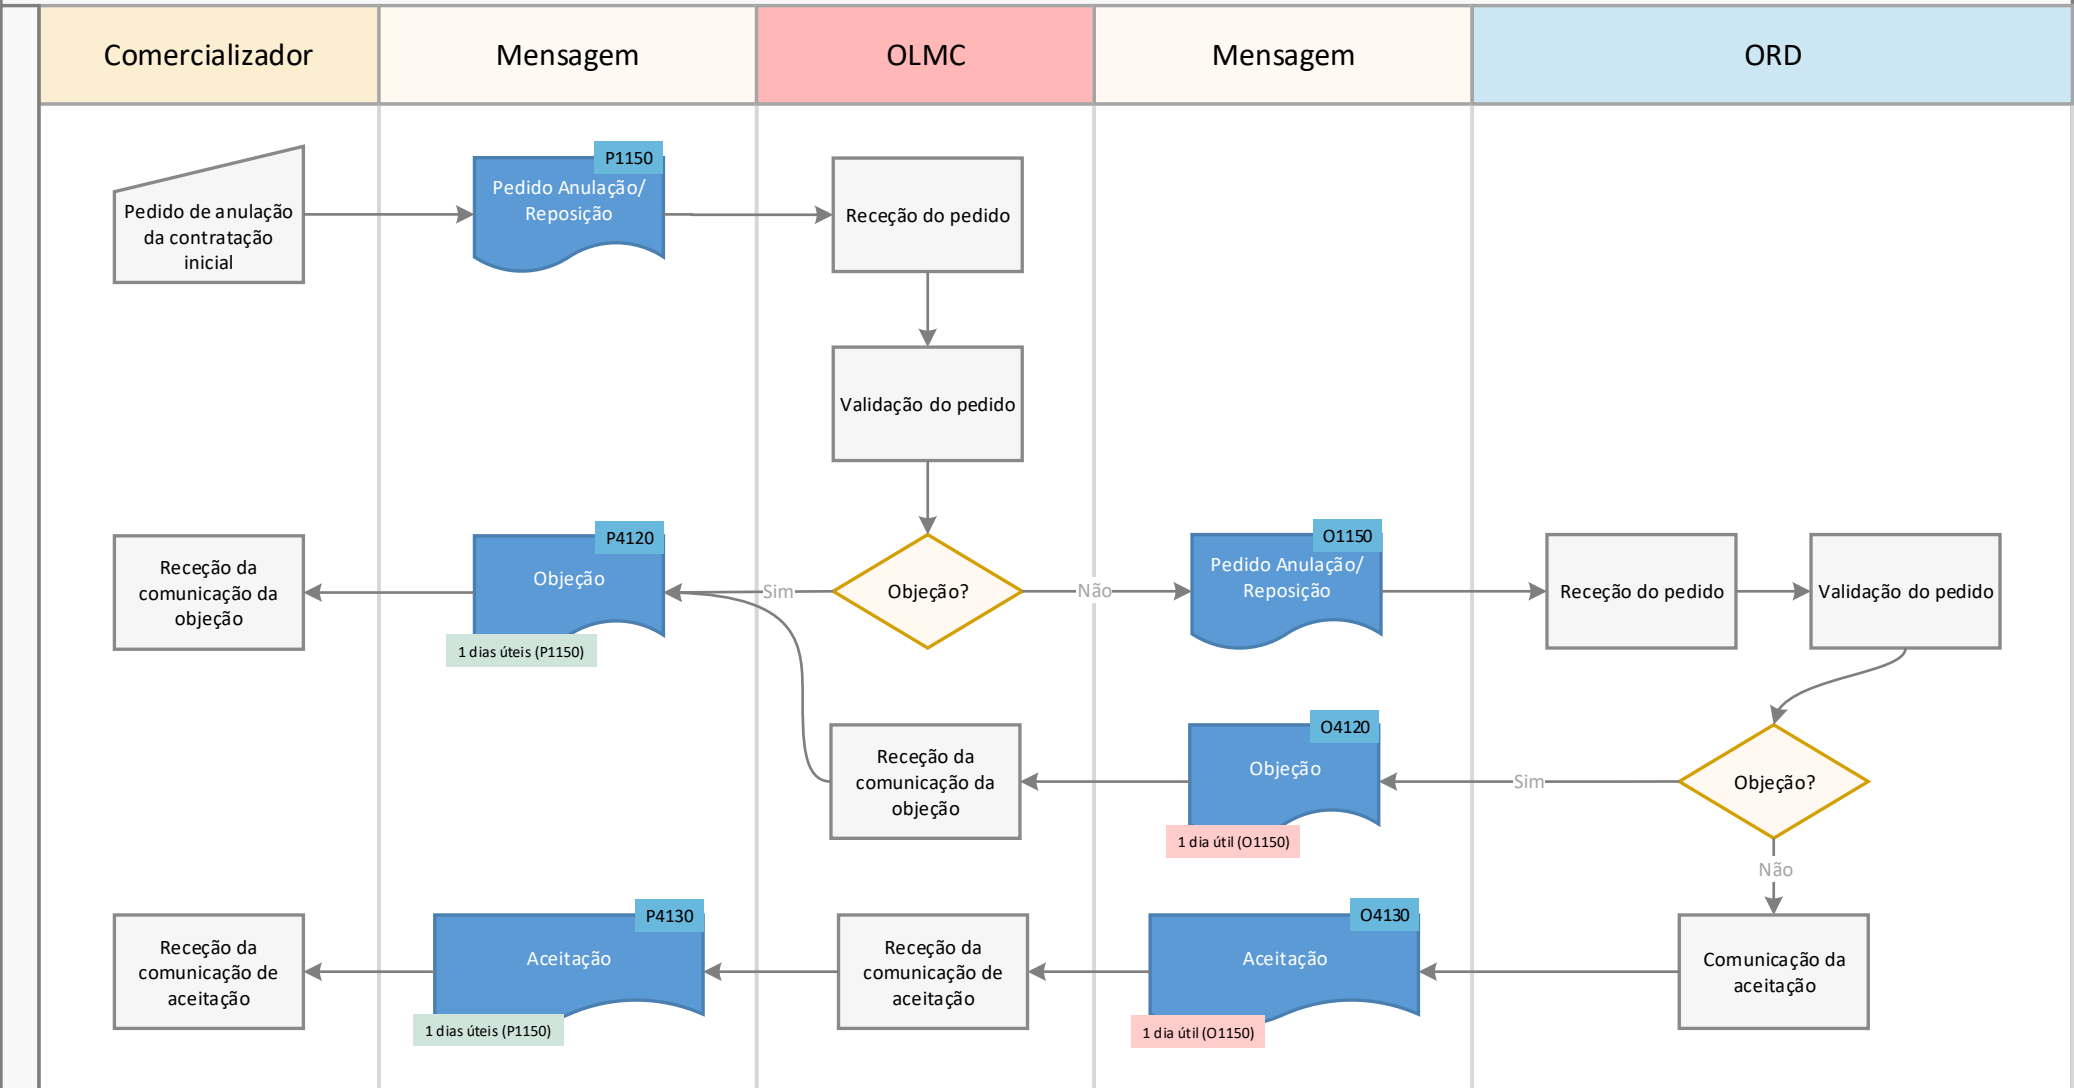 Comercializador
Mensagem
OLMC
Mensagem
ORD
Pedido de anulação
da contratação
inicial
P1150
Pedido Anulação/
Reposição
Receção do pedido
Validação do pedido
Receção da
comunicação da
objeção
P4120
Objeção
1 dias úteis (P1150)
Sim
Objeção?
Não
O1150
Pedido Anulação/
Reposição
Receção do pedido
Validação do pedido
Receção da
comunicação da
objeção
O4120
Objeção
1 dia útil (O1150)
Sim
Objeção?
Não
Receção da
comunicação de
aceitação
P4130
Aceitação
1 dias úteis (P1150)
Receção da
comunicação de
aceitação
O4130
Aceitação
1 dia útil (O1150)
Comunicação da
aceitação